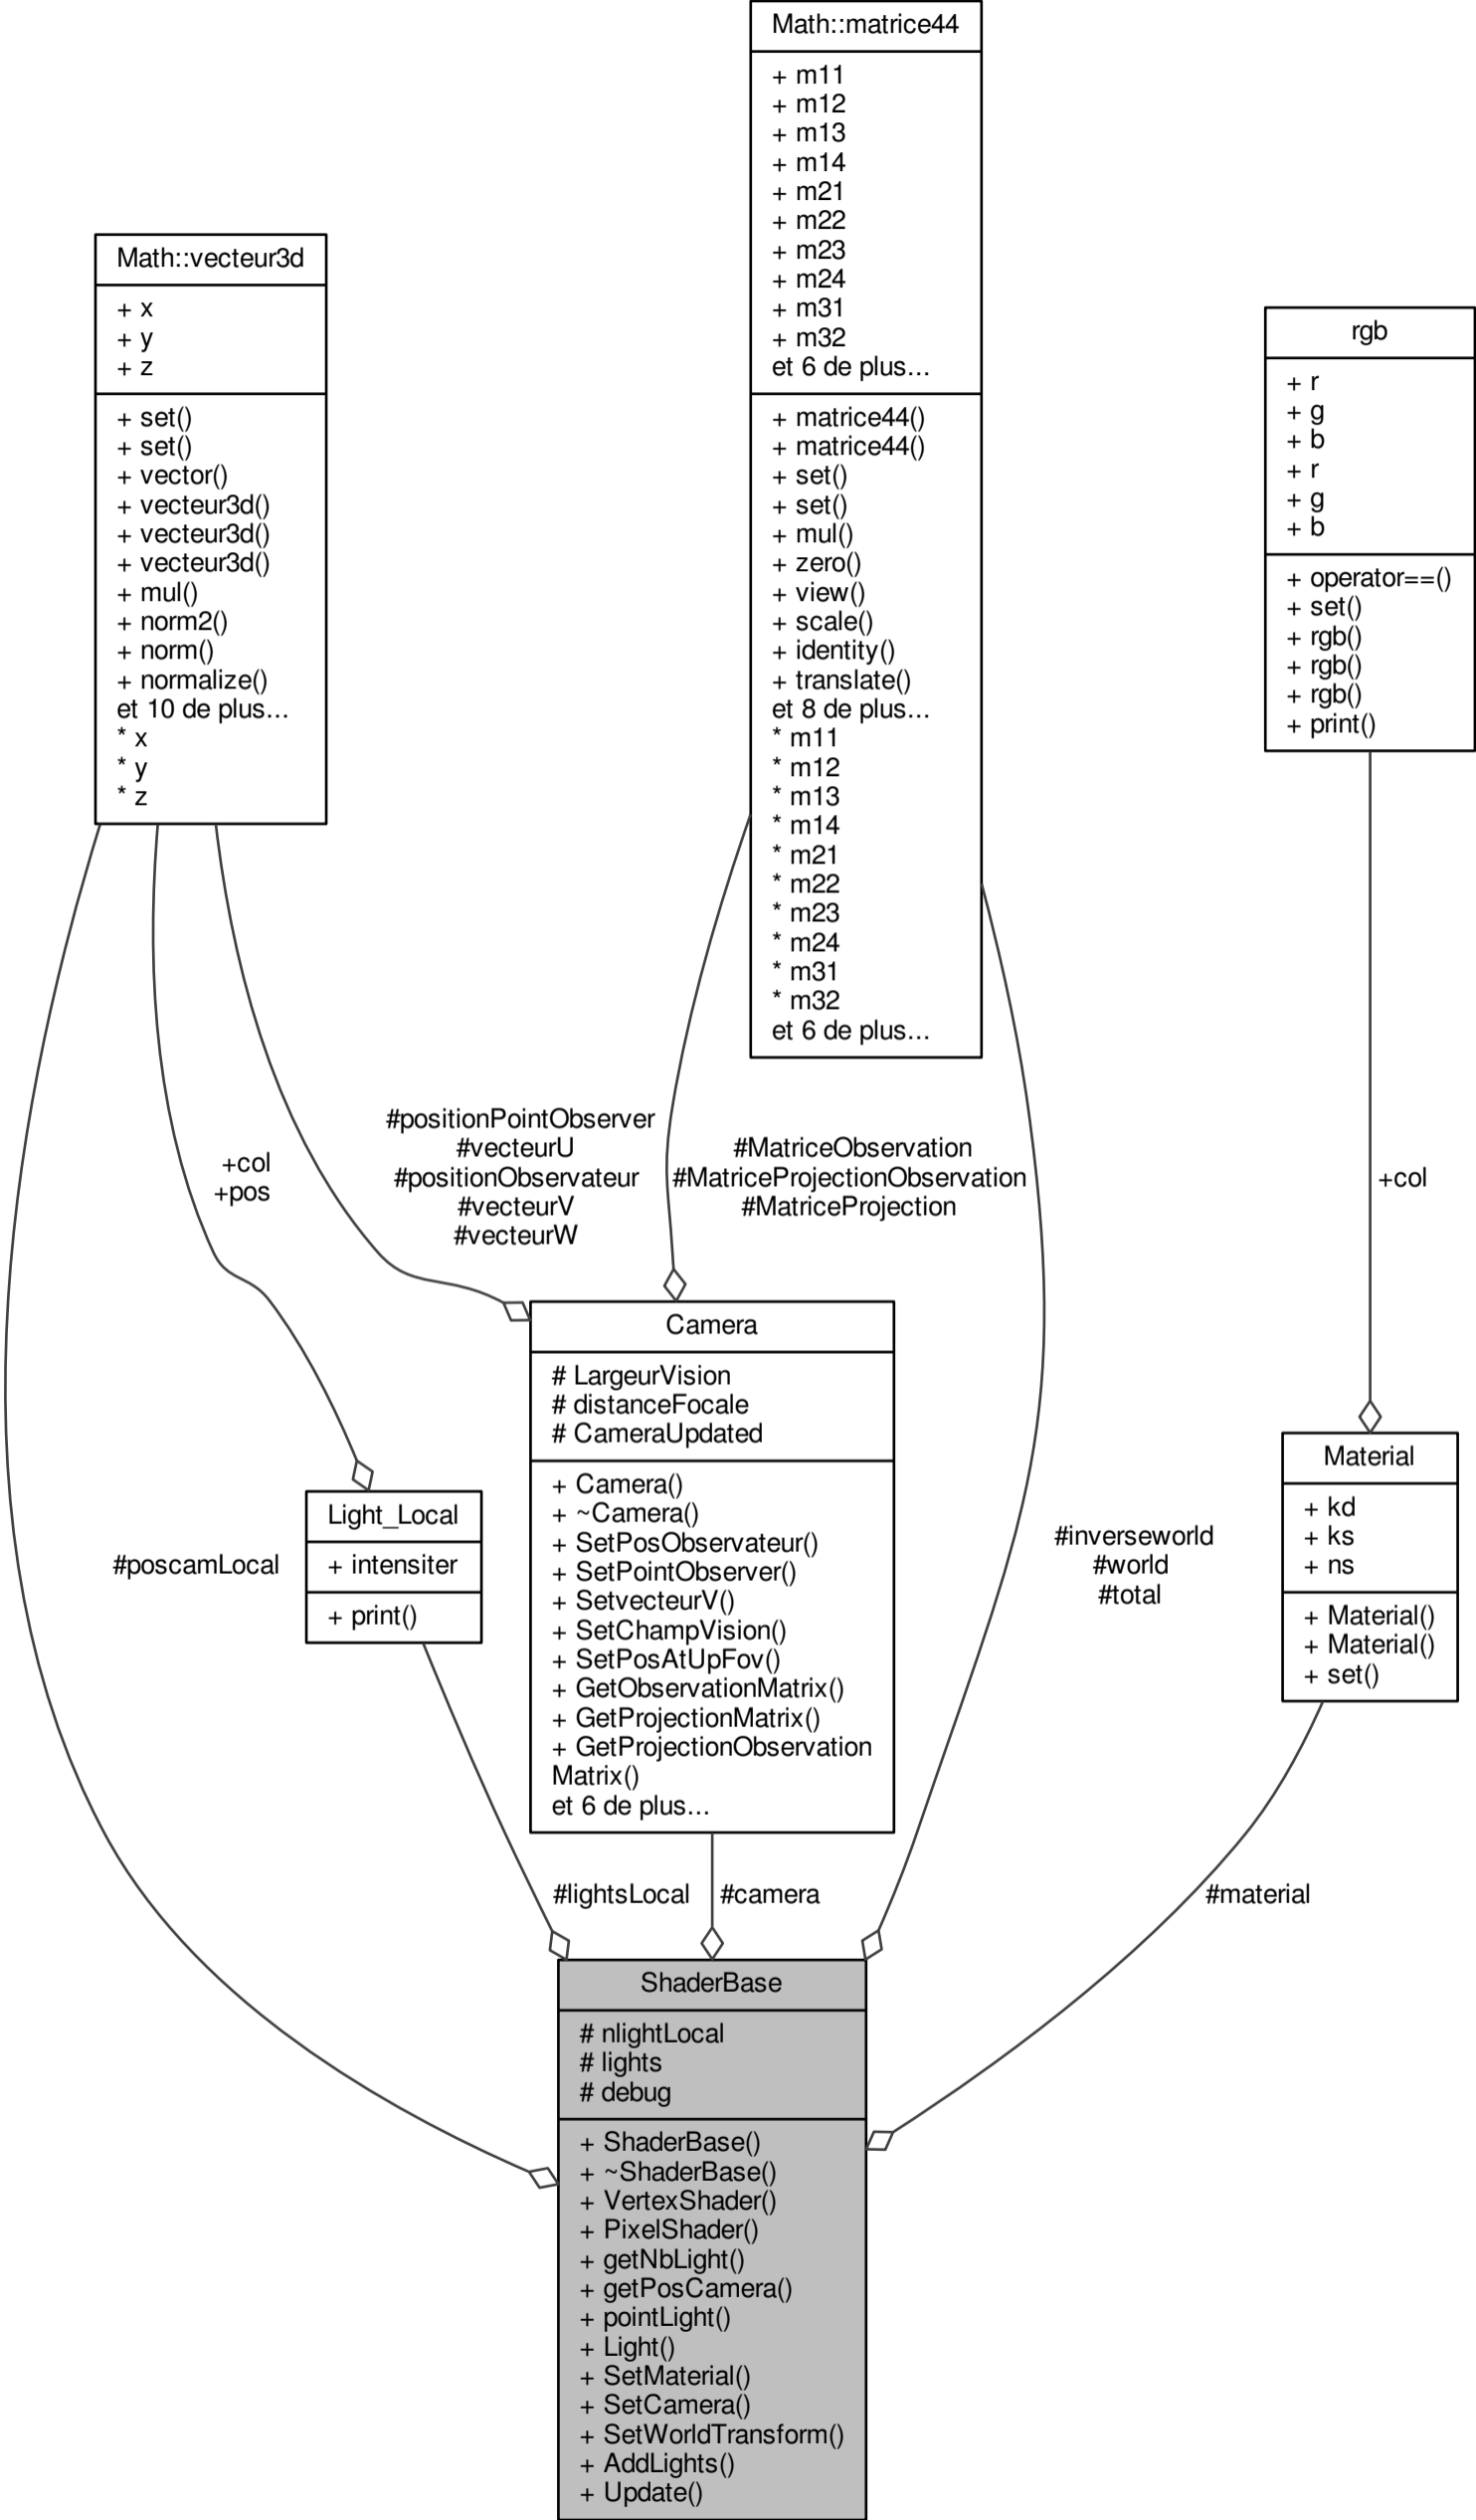 Math::matrice44
+ m11
+ m12
+ m13
+ m14
+ m21
+ m22
+ m23
+ m24
+ m31
+ m32
et 6 de plus...
+ matrice44()
+ matrice44()
+ set()
+ set()
+ mul()
+ zero()
+ view()
+ scale()
+ identity()
+ translate()
et 8 de plus...
* m11
* m12
* m13
* m14
* m21
* m22
* m23
* m24
* m31
* m32
et 6 de plus...
Math::vecteur3d
+ x
+ y
+ z
+ set()
+ set()
+ vector()
+ vecteur3d()
+ vecteur3d()
+ vecteur3d()
+ mul()
+ norm2()
+ norm()
+ normalize()
et 10 de plus...
* x
* y
* z
rgb
+ r
+ g
+ b
+ r
+ g
+ b
+ operator==()
+ set()
+ rgb()
+ rgb()
+ rgb()
+ print()
+col
+pos
#positionPointObserver
#vecteurU
#positionObservateur
#vecteurV
#vecteurW
#MatriceObservation
#MatriceProjectionObservation
#MatriceProjection
+col
Camera
# LargeurVision
# distanceFocale
# CameraUpdated
+ Camera()
+ ~Camera()
+ SetPosObservateur()
+ SetPointObserver()
+ SetvecteurV()
+ SetChampVision()
+ SetPosAtUpFov()
+ GetObservationMatrix()
+ GetProjectionMatrix()
+ GetProjectionObservation
Matrix()
et 6 de plus...
Light_Local
+ intensiter
+ print()
#poscamLocal
#inverseworld
#world
#total
Material
+ kd
+ ks
+ ns
+ Material()
+ Material()
+ set()
#lightsLocal
#camera
#material
ShaderBase
# nlightLocal
# lights
# debug
+ ShaderBase()
+ ~ShaderBase()
+ VertexShader()
+ PixelShader()
+ getNbLight()
+ getPosCamera()
+ pointLight()
+ Light()
+ SetMaterial()
+ SetCamera()
+ SetWorldTransform()
+ AddLights()
+ Update()